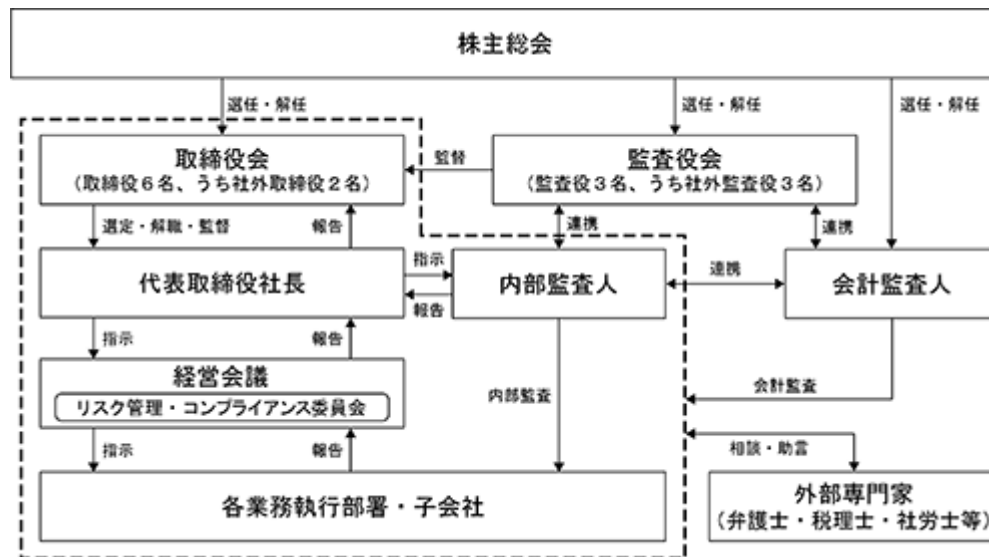 株主総会
選任・解任
選任・解任
選任・解任
取締役会
（取締役６名、うち社外取締役２名）
監督
監査役会
（監査役３名、うち社外監査役３名）
選定・解職・監督
報告
連携
連携
代表取締役社長
指示
報告
内部監査人
連携
会計監査人
指示
報告
経営会議
リスク管理・コンプライアンス委員会
内部監査
会計監査
指示
報告
相談・助言
各業務執行部署・子会社
外部専門家
（弁護士・税理士・社労士等）